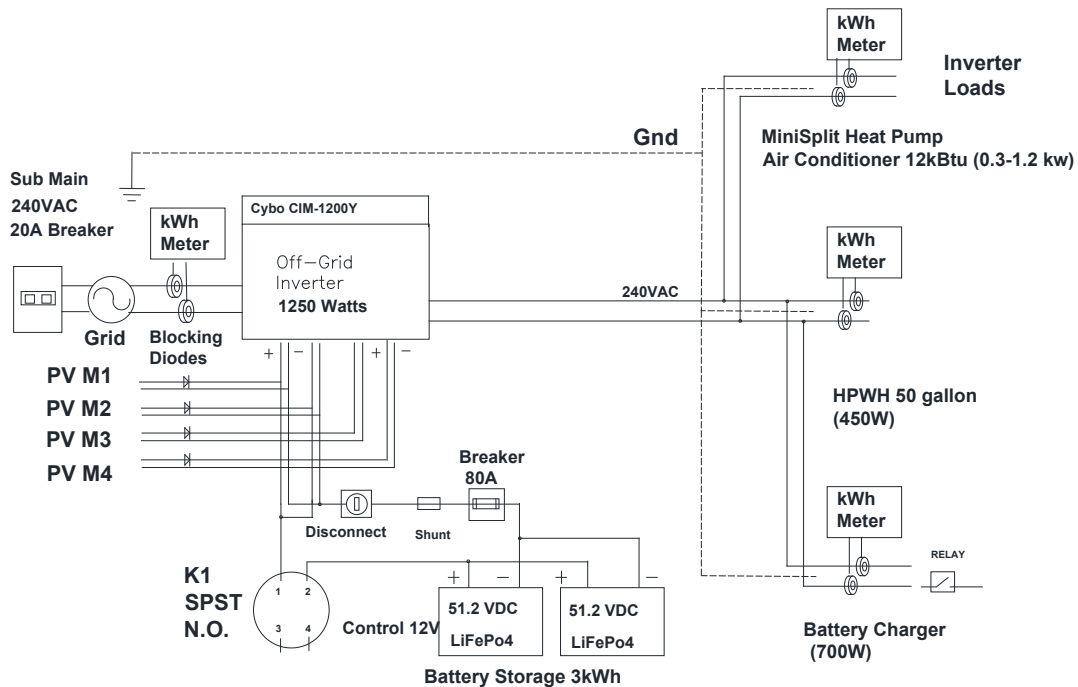 kWh
Meter
Inverter
Loads
Gnd
MiniSplit Heat Pump
Air Conditioner 12kBtu (0.3-1.2 kw)
Sub Main
240VAC
20A Breaker
kWh
Meter
Cybo CIM-1200Y
Off-Grid
Inverter
1250 Watts
Grid
Blocking
Diodes
240VAC
kWh
Meter
HPWH 50 gallon
(450W)
+ − + −
PV M1
PV M2
PV M3
PV M4
Breaker
80A
Disconnect
Shunt
kWh
Meter
RELAY
Battery Charger
(700W)
K1
SPST
N.O.
1 2
3 4
Control 12V
+ − + −
51.2 VDC
LiFePo4
51.2 VDC
LiFePo4
Battery Storage 3kWh